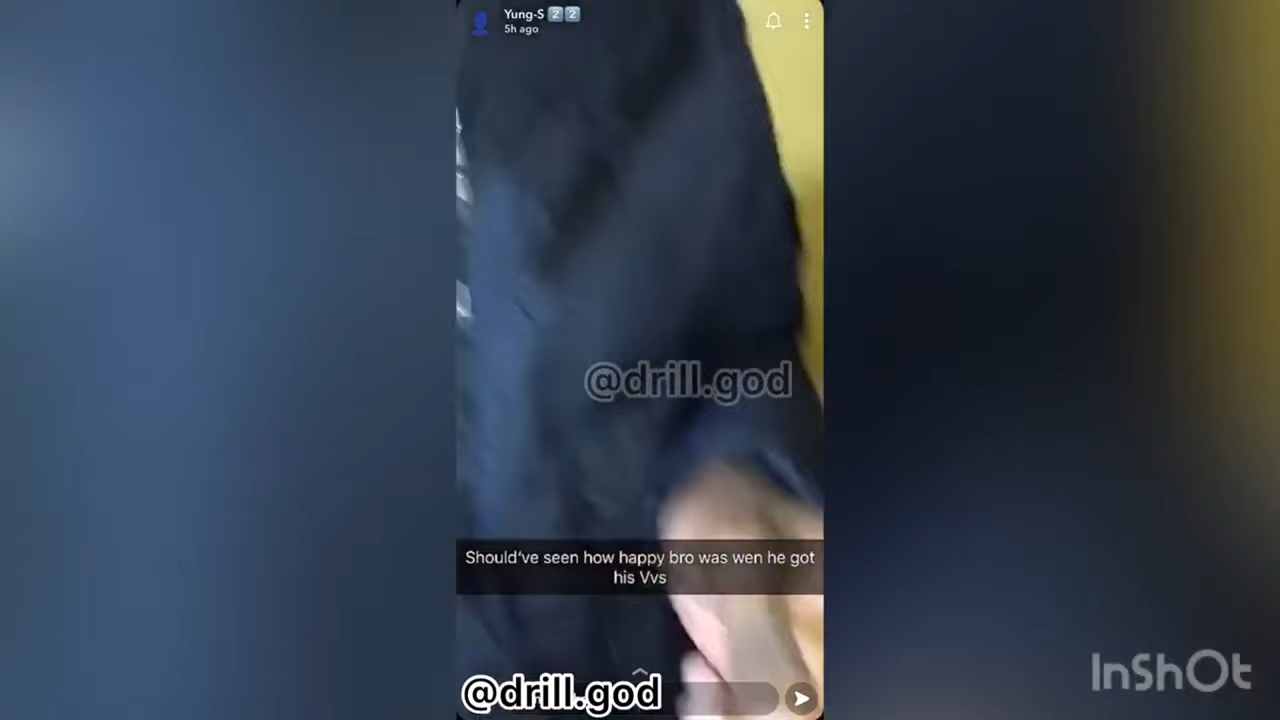 Yung-S 2️⃣2️⃣
5h ago
@drill.god
Should've seen how happy bro was wen he got
his Vvs
@drill.god
InShOt